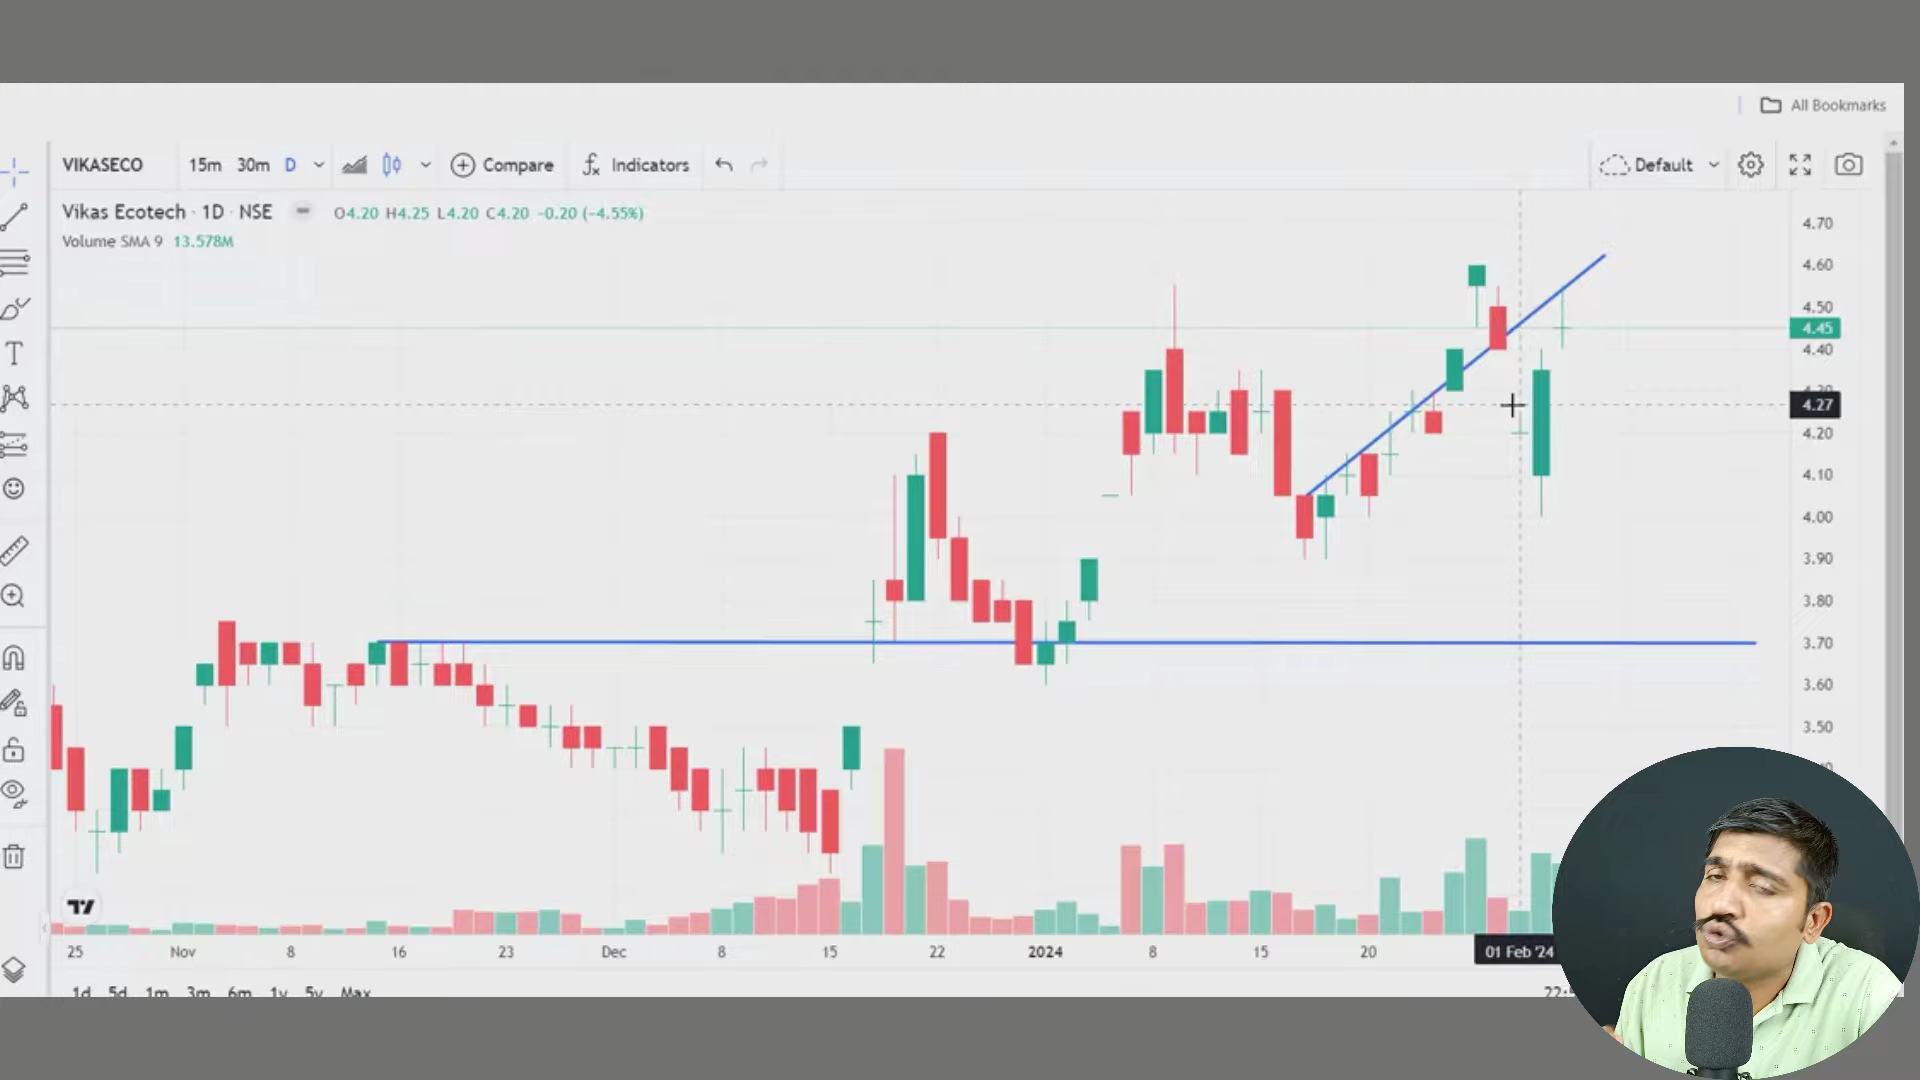 All Bookmarks
VIKASECO 15m 30m D Compare Indicators Default
Vikas Ecotech · 1D · NSE O4.20 H4.25 L4.20 C4.20 -0.20 (-4.55%)
Volume SMA 9 13.578M
4.70
4.60
4.50
4.45
4.40
4.27
4.20
4.10
4.00
3.90
3.80
3.70
3.60
3.50
25 Nov 8 16 23 Dec 8 15 22 2024 8 15 20 01 Feb '24
1d 5d 1m 3m 6m 1y 5y Max